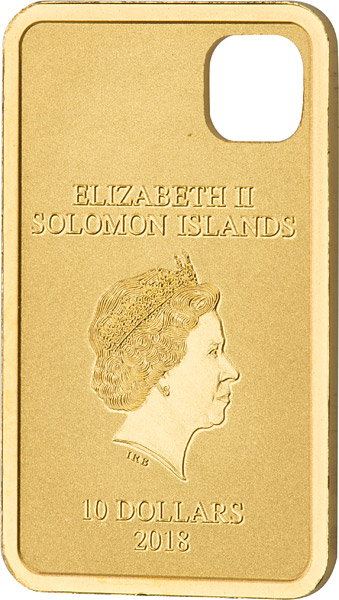 ELIZABETH II
SOLOMON ISLANDS
IRB
10 DOLLARS
2018